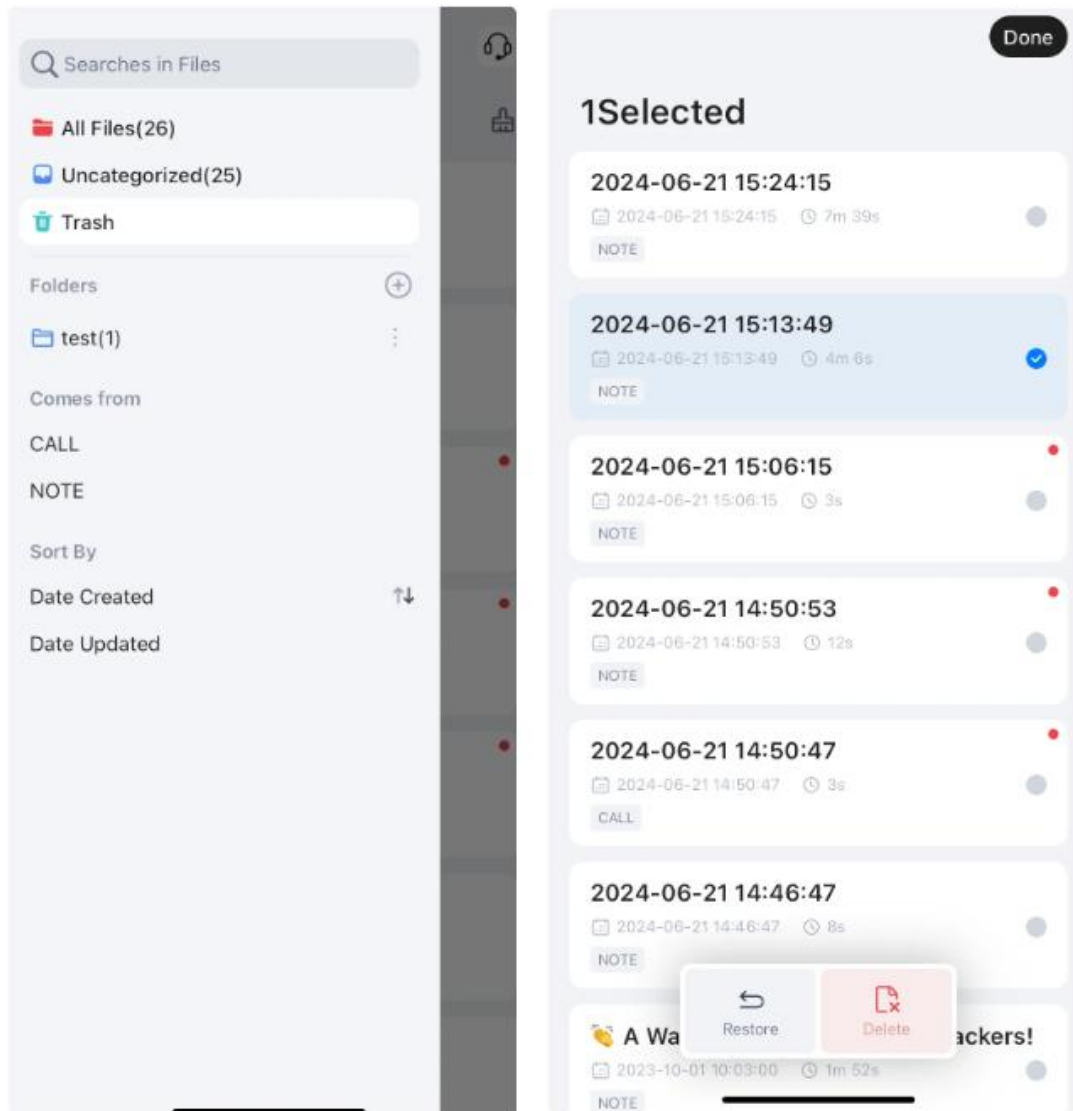 Searches in Files
All Files(26)
Uncategorized(25)
Trash
Folders
test(1)
Comes from
CALL
NOTE
Sort By
Date Created
Date Updated
Done
1Selected
2024-06-21 15:24:15
2024-06-21 15:24:15 7m 39s
NOTE
2024-06-21 15:13:49
2024-06-21 15:13:49 4m 6s
NOTE
2024-06-21 15:06:15
2024-06-21 15:06:15 3s
NOTE
2024-06-21 14:50:53
2024-06-21 14:50:53 12s
NOTE
2024-06-21 14:50:47
2024-06-21 14:50:47 3s
CALL
2024-06-21 14:46:47
2024-06-21 14:46:47 8s
NOTE
Restore
Delete
👏 A Wa ackers!
2023-10-01 10:03:00 1m 52s
NOTE